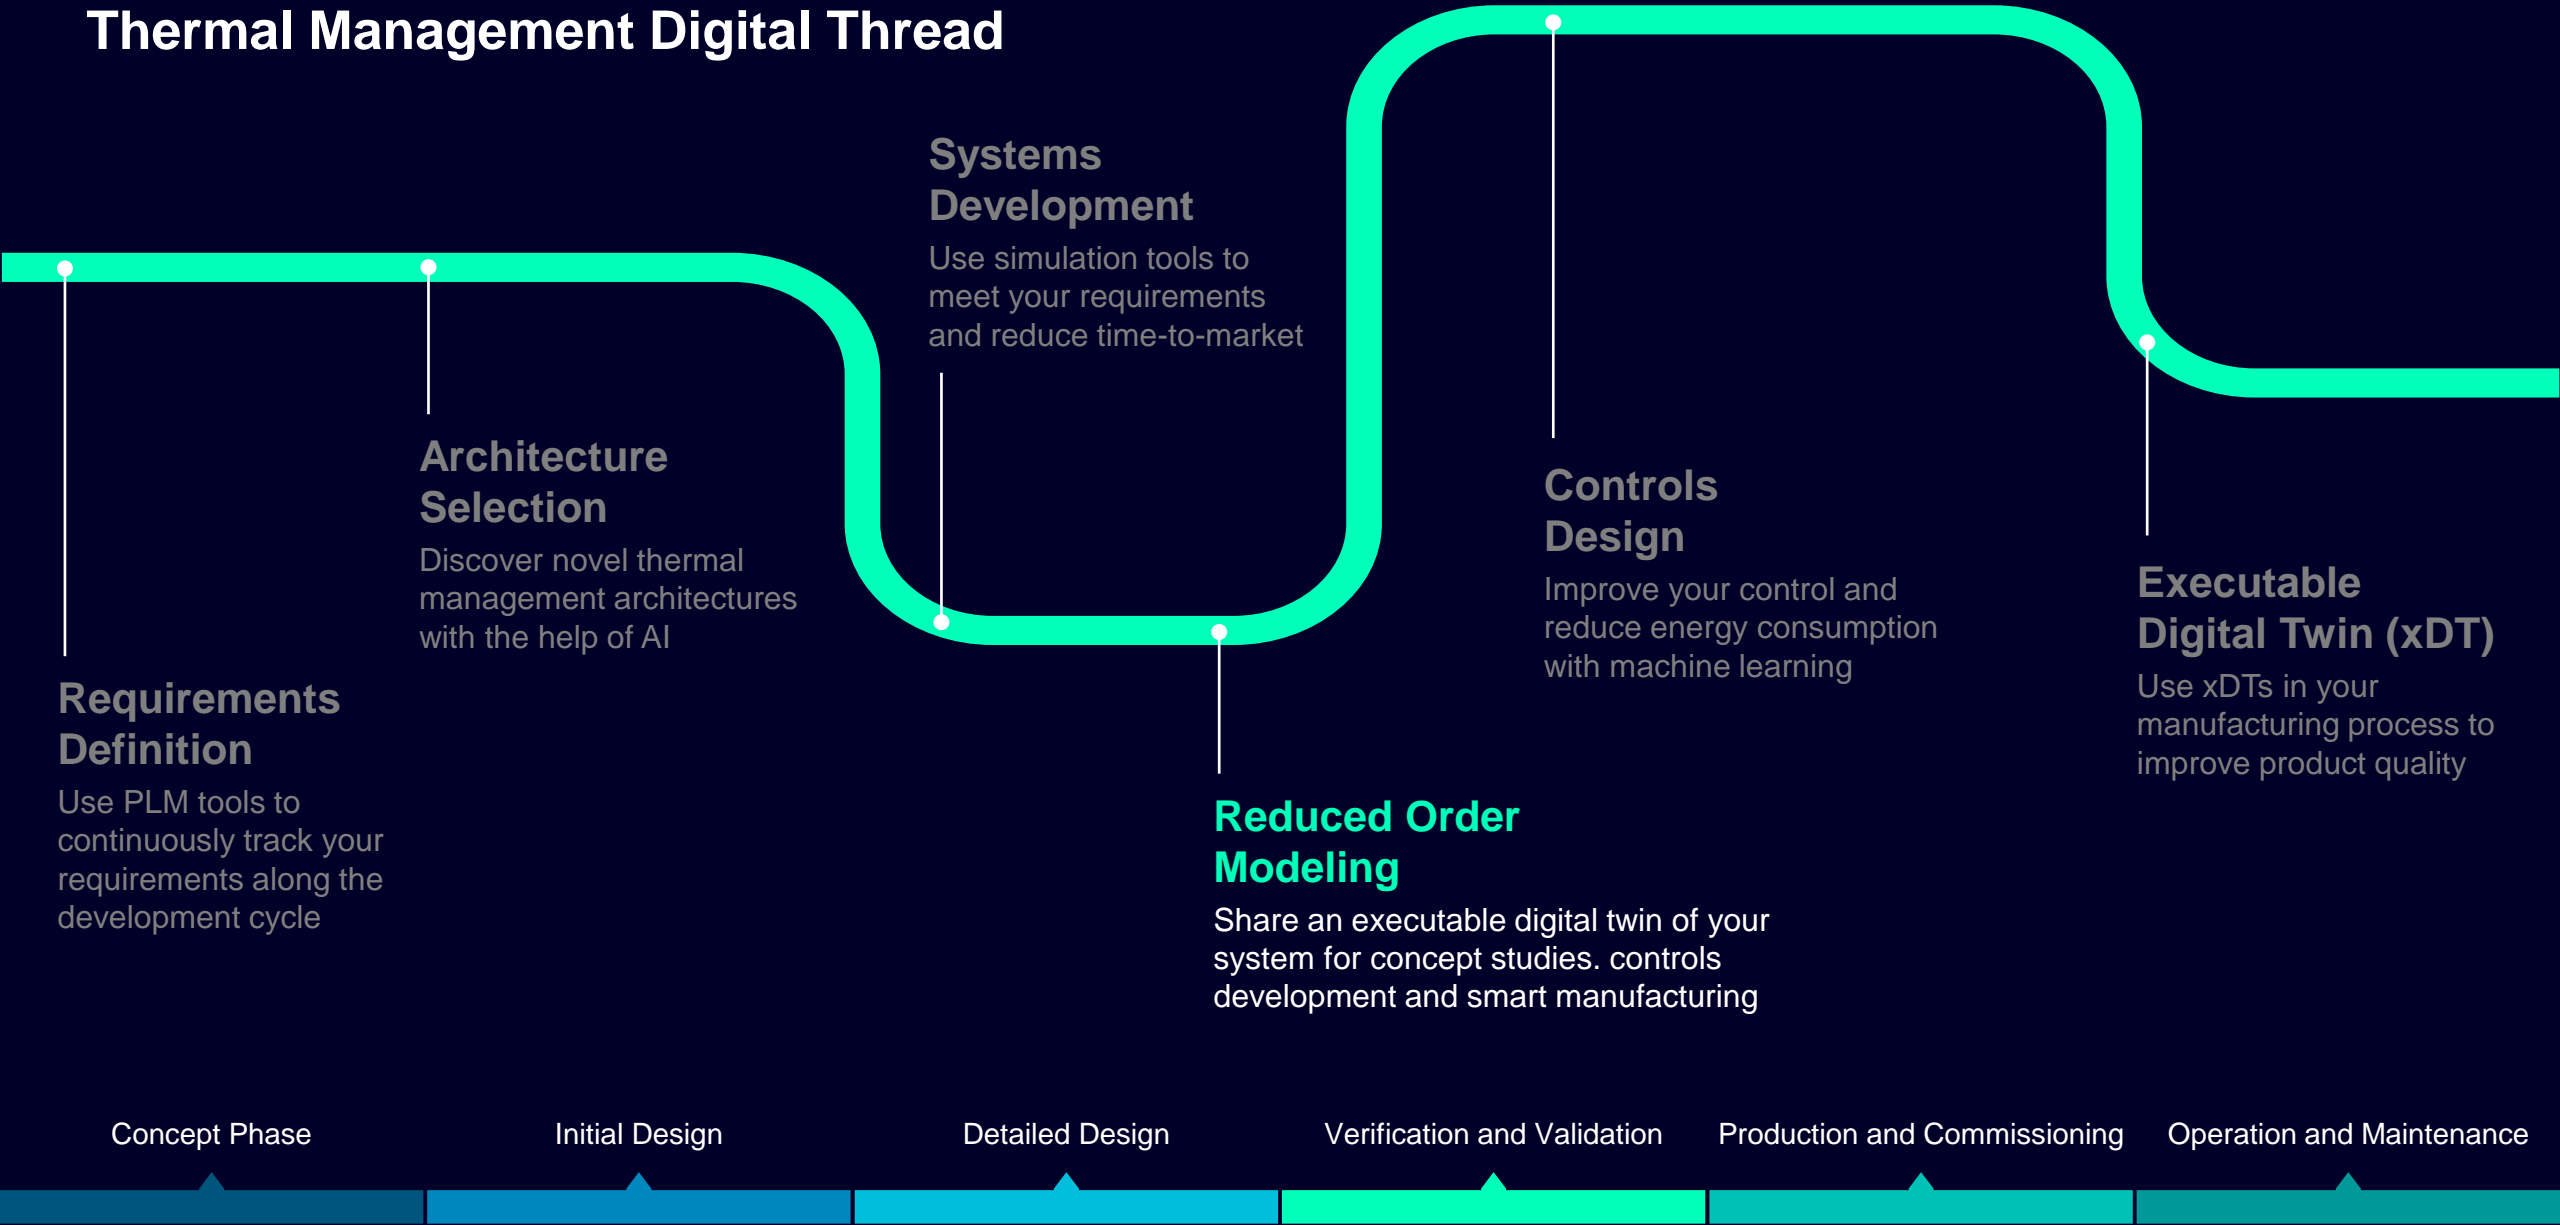 Thermal Management Digital Thread
Requirements
Definition
Use PLM tools to
continuously track your
requirements along the
development cycle
Architecture
Selection
Discover novel thermal
management architectures
with the help of AI
Systems
Development
Use simulation tools to
meet your requirements
and reduce time-to-market
Reduced Order
Modeling
Share an executable digital twin of your
system for concept studies. controls
development and smart manufacturing
Controls
Design
Improve your control and
reduce energy consumption
with machine learning
Executable
Digital Twin (xDT)
Use xDTs in your
manufacturing process to
improve product quality
Concept Phase
Initial Design
Detailed Design
Verification and Validation
Production and Commissioning
Operation and Maintenance